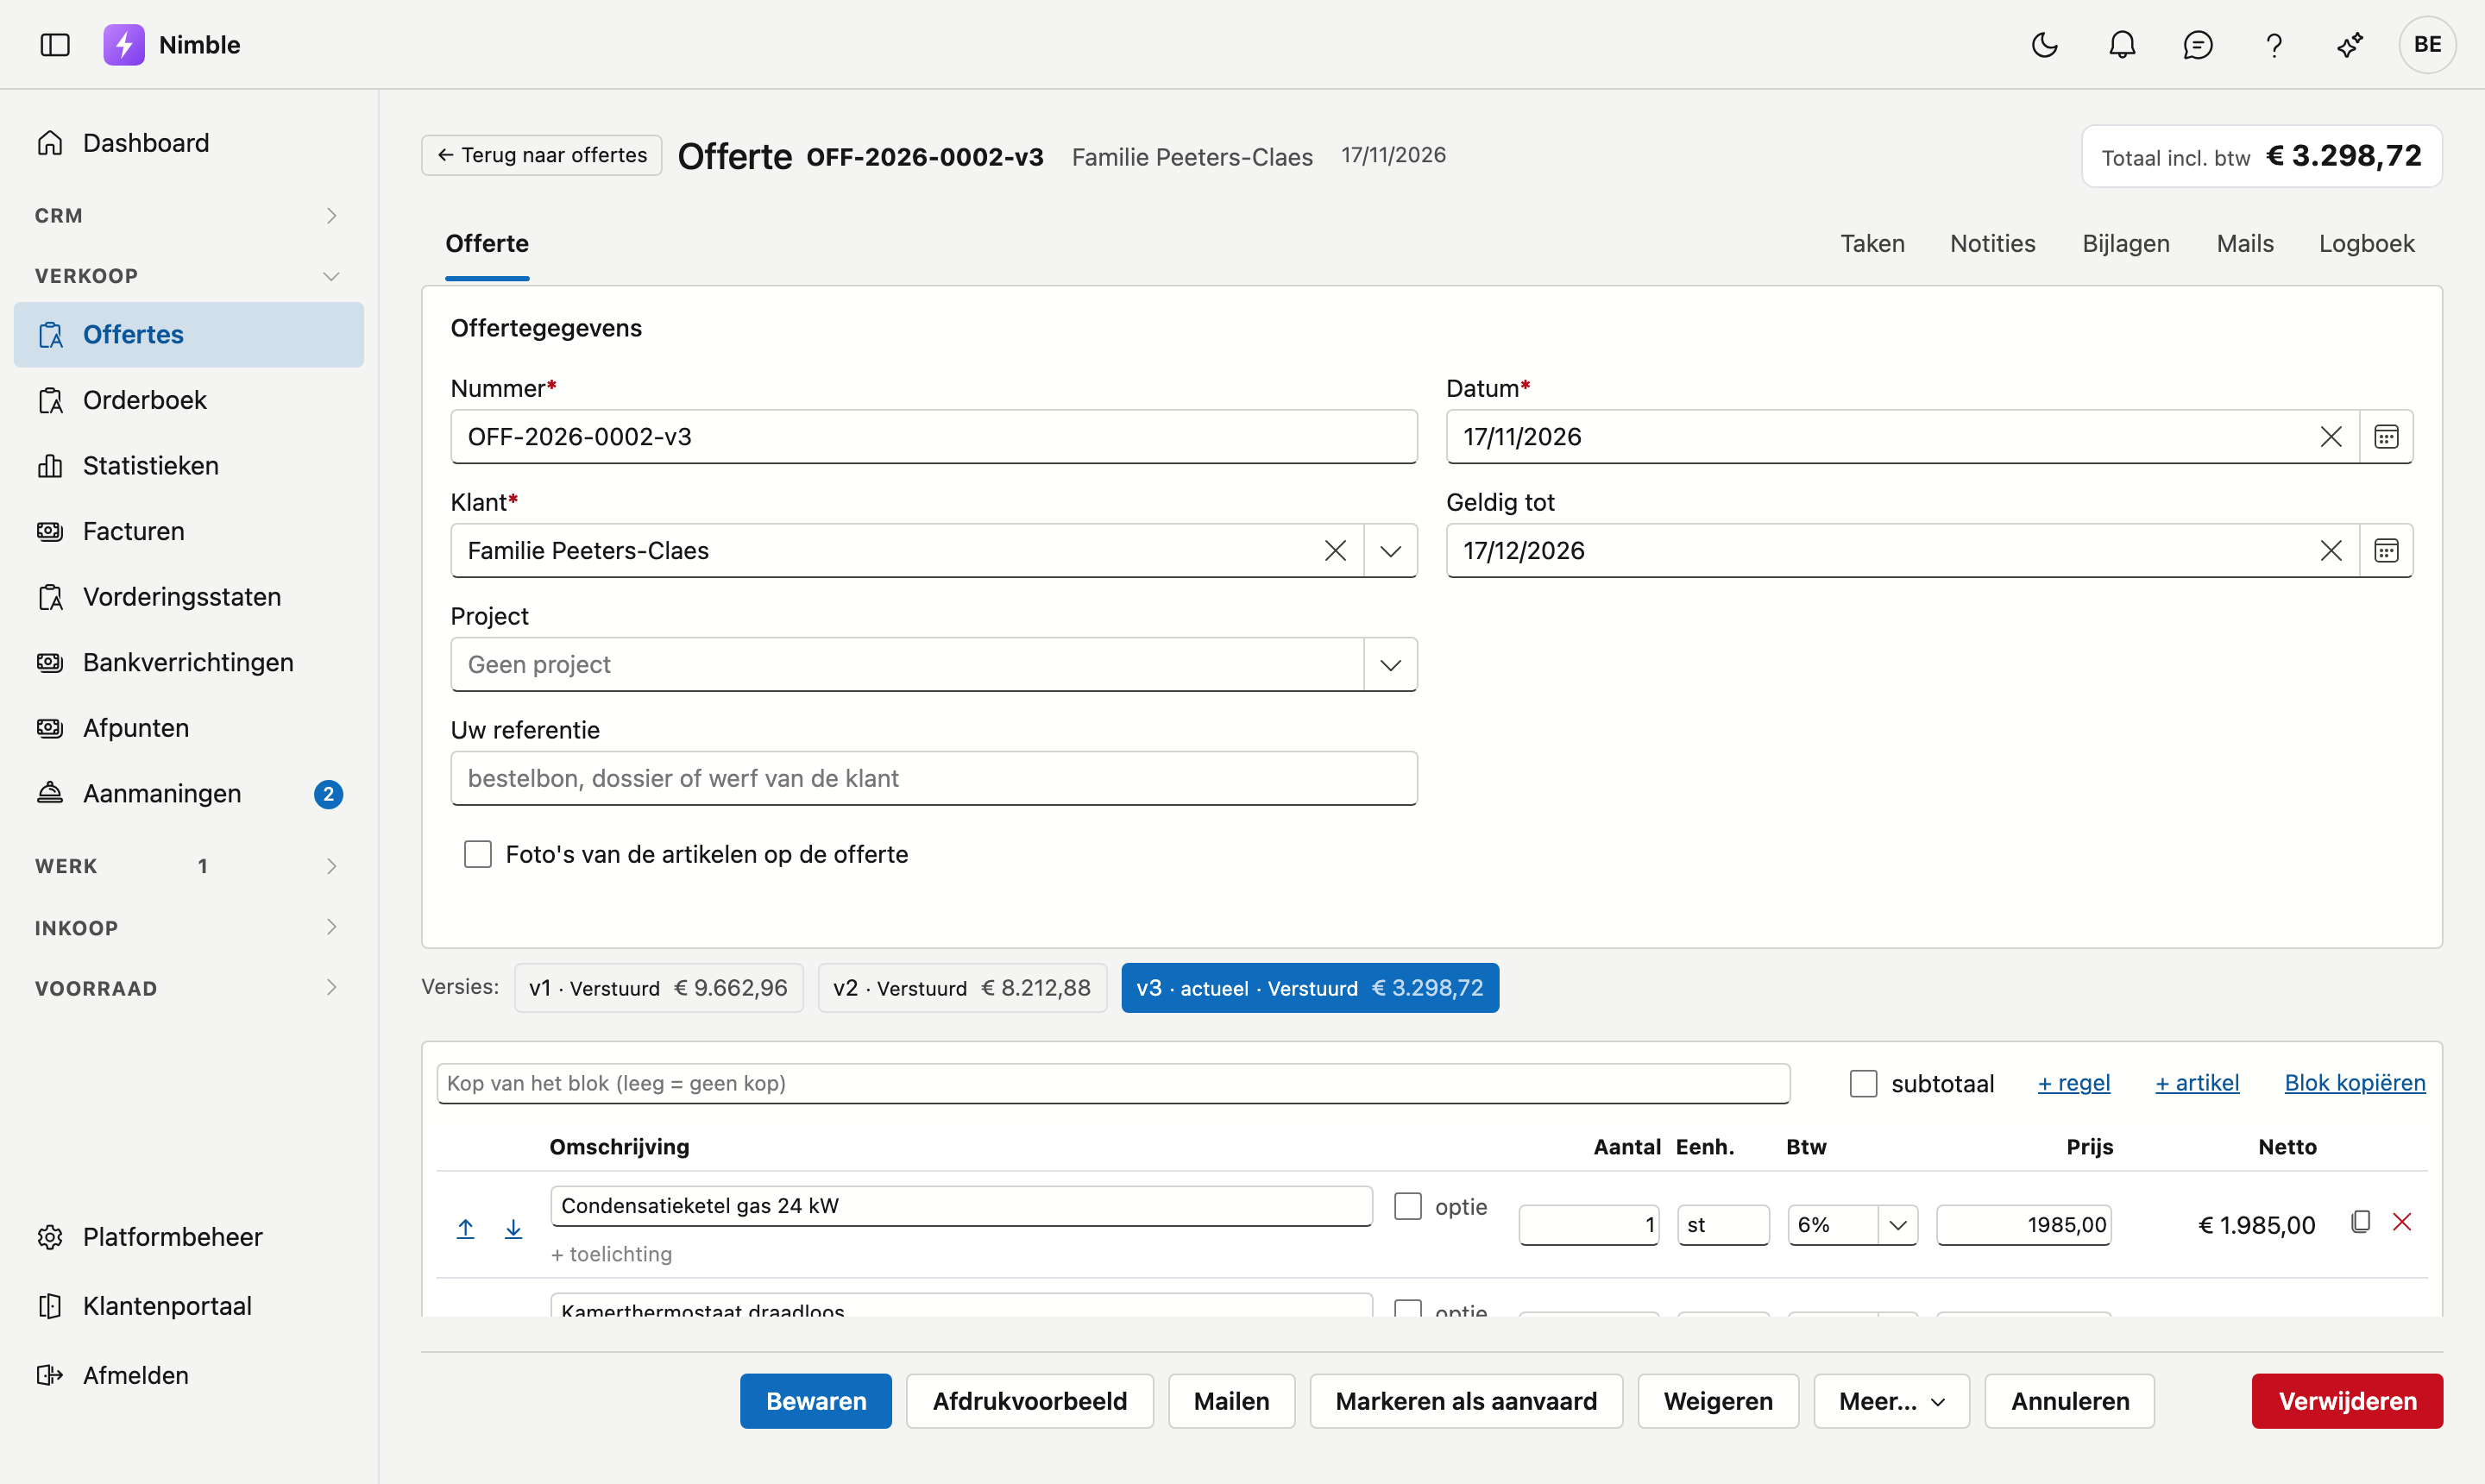 Nimble
BE
Dashboard
CRM
VERKOOP
Offertes
Orderboek
Statistieken
Facturen
Vorderingsstaten
Bankverrichtingen
Afpunten
Aanmaningen 2
WERK 1
INKOOP
VOORRAAD
Platformbeheer
Klantenportaal
Afmelden
← Terug naar offertes Offerte OFF-2026-0002-v3 Familie Peeters-Claes 17/11/2026 Totaal incl. btw € 3.298,72
Offerte Taken Notities Bijlagen Mails Logboek
Offertegegevens
Nummer* Datum*
OFF-2026-0002-v3 17/11/2026
Klant* Geldig tot
Familie Peeters-Claes 17/12/2026
Project
Geen project
Uw referentie
bestelbon, dossier of werf van de klant
Foto's van de artikelen op de offerte
Versies: v1 · Verstuurd € 9.662,96 v2 · Verstuurd € 8.212,88 v3 · actueel · Verstuurd € 3.298,72
Kop van het blok (leeg = geen kop) subtotaal + regel + artikel Blok kopiëren
Omschrijving Aantal Eenh. Btw Prijs Netto
Condensatieketel gas 24 kW optie 1 st 6% 1985,00 € 1.985,00
+ toelichting
Kamerthermostaat draadloos optie
Bewaren Afdrukvoorbeeld Mailen Markeren als aanvaard Weigeren Meer... Annuleren Verwijderen